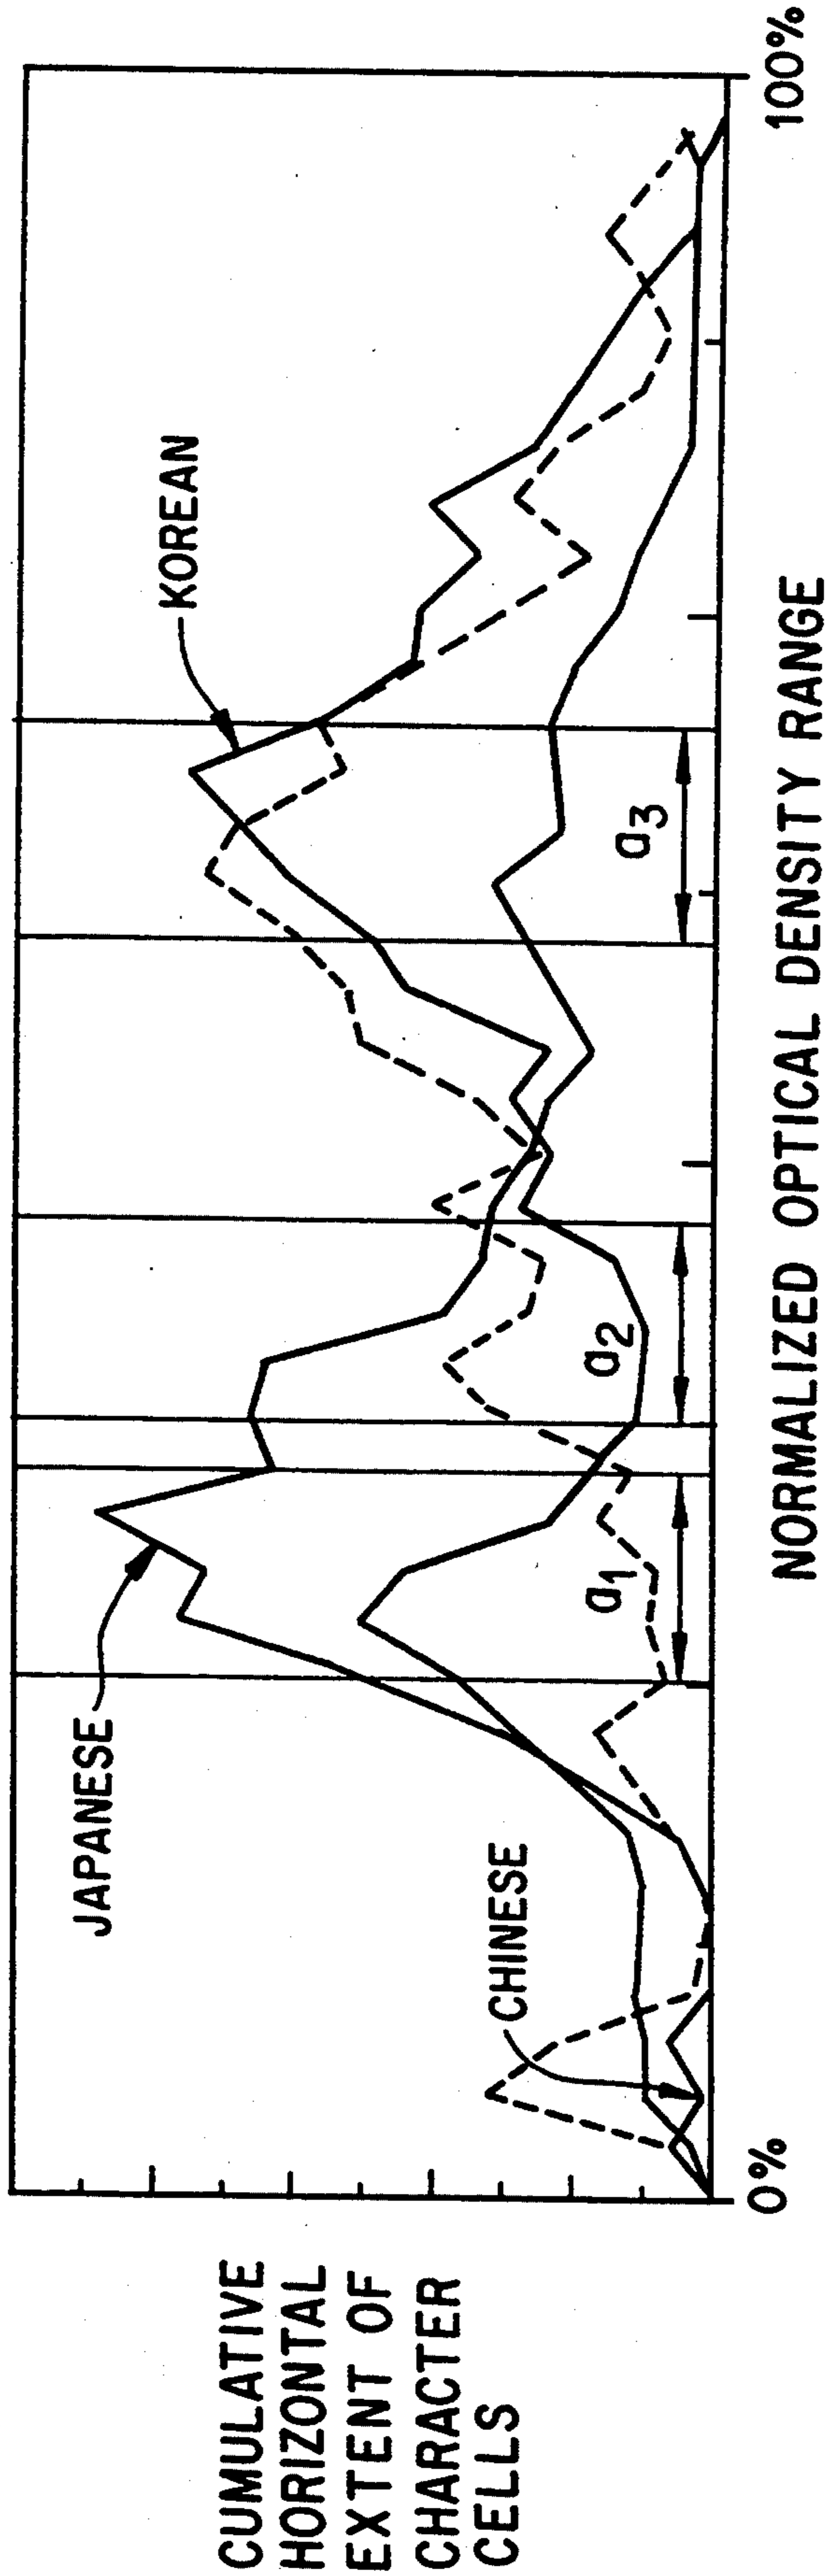 CUMULATIVE
HORIZONTAL
EXTENT OF
CHARACTER
CELLS
JAPANESE
KOREAN
CHINESE
a1
a2
a3
0%
100%
NORMALIZED OPTICAL DENSITY RANGE